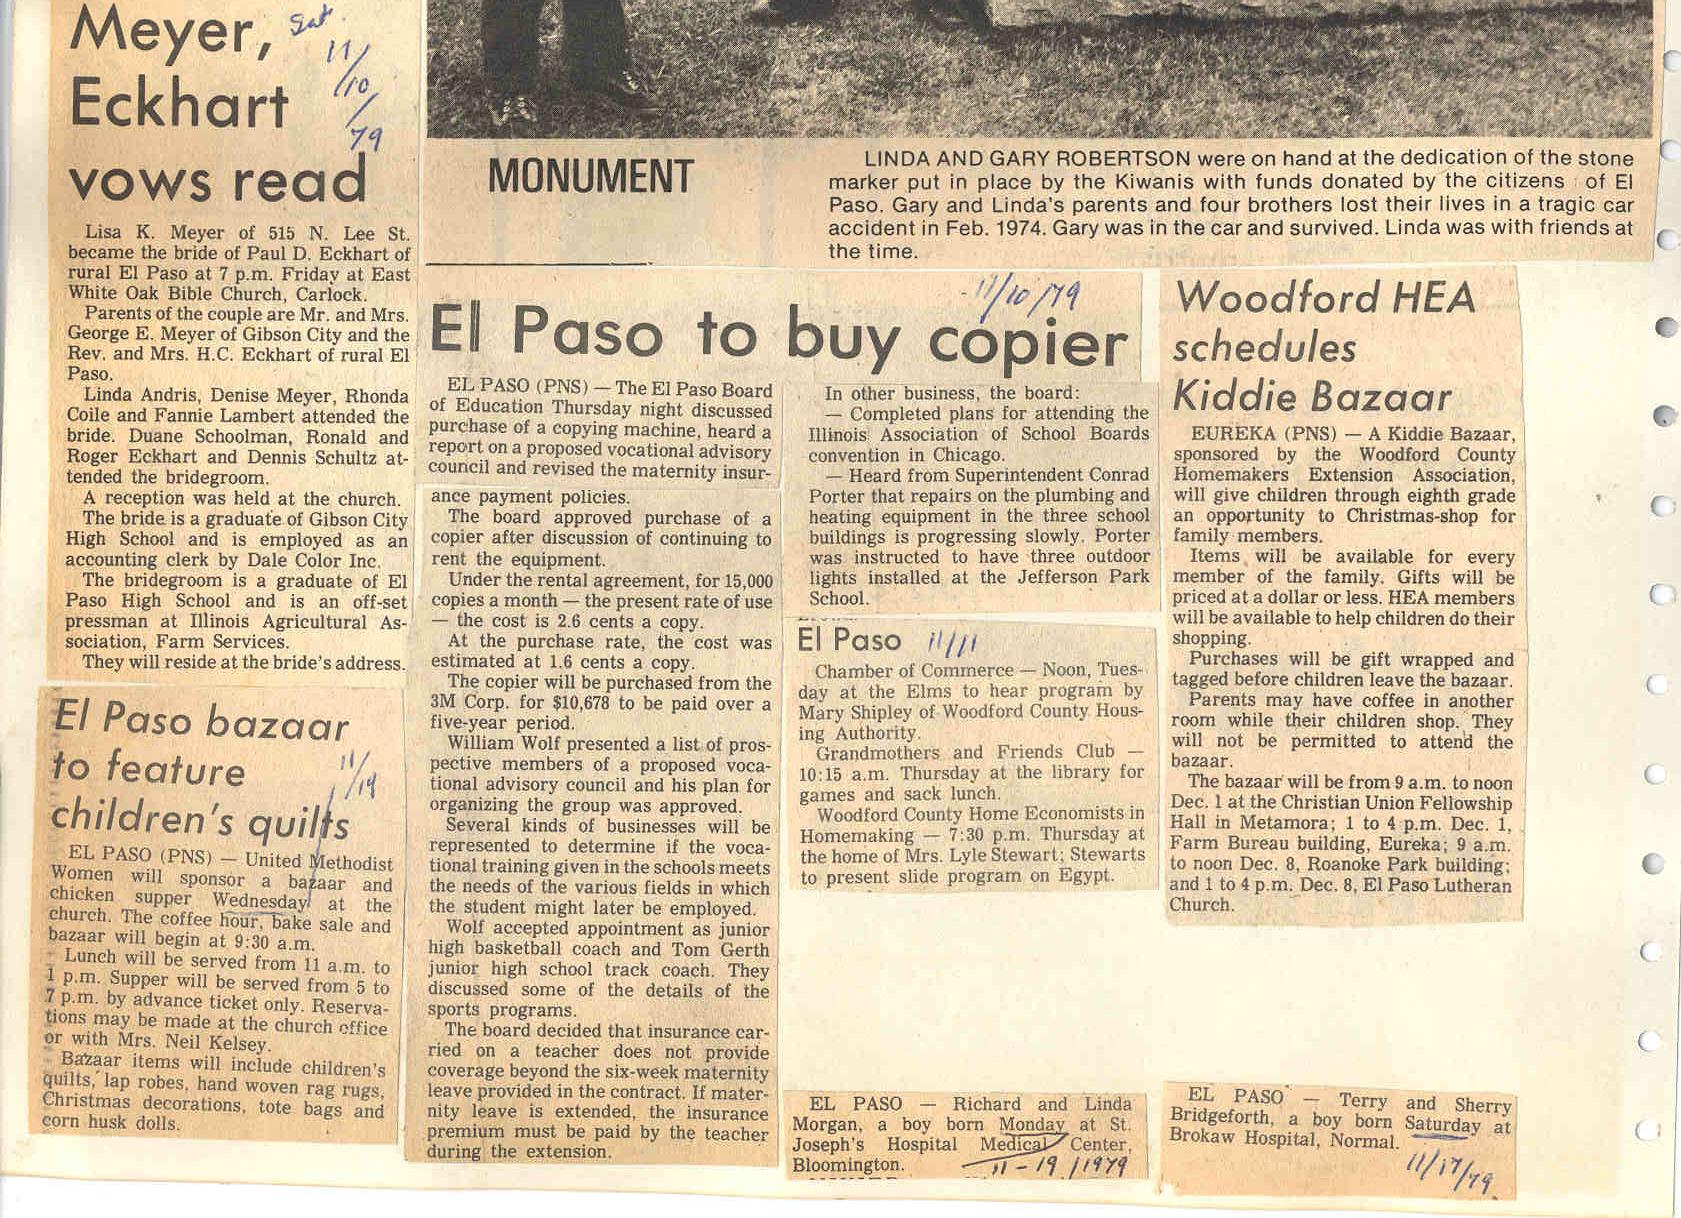 Meyer,
Eckhart
vows read
Sat.
11/
/10
/
79
Lisa K. Meyer of 515 N. Lee St.
became the bride of Paul D. Eckhart of
rural El Paso at 7 p.m. Friday at East
White Oak Bible Church, Carlock.
Parents of the couple are Mr. and Mrs.
George E. Meyer of Gibson City and the
Rev. and Mrs. H.C. Eckhart of rural El
Paso.
Linda Andris, Denise Meyer, Rhonda
Coile and Fannie Lambert attended the
bride. Duane Schoolman, Ronald and
Roger Eckhart and Dennis Schultz at-
tended the bridegroom.
A reception was held at the church.
The bride is a graduate of Gibson City
High School and is employed as an
accounting clerk by Dale Color Inc.
The bridegroom is a graduate of El
Paso High School and is an off-set
pressman at Illinois Agricultural As-
sociation, Farm Services.
They will reside at the bride's address.
El Paso bazaar
to feature
children's quilts
11/
/19
EL PASO (PNS) — United Methodist
Women will sponsor a bazaar and
chicken supper Wednesday at the
church. The coffee hour, bake sale and
bazaar will begin at 9:30 a.m.
Lunch will be served from 11 a.m. to
1 p.m. Supper will be served from 5 to
7 p.m. by advance ticket only. Reserva-
tions may be made at the church office
or with Mrs. Neil Kelsey.
Bazaar items will include children's
quilts, lap robes, hand woven rag rugs,
Christmas decorations, tote bags and
corn husk dolls.
MONUMENT
LINDA AND GARY ROBERTSON were on hand at the dedication of the stone
marker put in place by the Kiwanis with funds donated by the citizens of El
Paso. Gary and Linda's parents and four brothers lost their lives in a tragic car
accident in Feb. 1974. Gary was in the car and survived. Linda was with friends at
the time.
11/10/79
El Paso to buy copier
EL PASO (PNS) — The El Paso Board
of Education Thursday night discussed
purchase of a copying machine, heard a
report on a proposed vocational advisory
council and revised the maternity insur-
ance payment policies.
The board approved purchase of a
copier after discussion of continuing to
rent the equipment.
Under the rental agreement, for 15,000
copies a month — the present rate of use
— the cost is 2.6 cents a copy.
At the purchase rate, the cost was
estimated at 1.6 cents a copy.
The copier will be purchased from the
3M Corp. for $10,678 to be paid over a
five-year period.
William Wolf presented a list of pros-
pective members of a proposed voca-
tional advisory council and his plan for
organizing the group was approved.
Several kinds of businesses will be
represented to determine if the voca-
tional training given in the schools meets
the needs of the various fields in which
the student might later be employed.
Wolf accepted appointment as junior
high basketball coach and Tom Gerth
junior high school track coach. They
discussed some of the details of the
sports programs.
The board decided that insurance car-
ried on a teacher does not provide
coverage beyond the six-week maternity
leave provided in the contract. If mater-
nity leave is extended, the insurance
premium must be paid by the teacher
during the extension.
In other business, the board:
— Completed plans for attending the
Illinois Association of School Boards
convention in Chicago.
— Heard from Superintendent Conrad
Porter that repairs on the plumbing and
heating equipment in the three school
buildings is progressing slowly. Porter
was instructed to have three outdoor
lights installed at the Jefferson Park
School.
El Paso 11/11
Chamber of Commerce — Noon, Tues-
day at the Elms to hear program by
Mary Shipley of Woodford County Hous-
ing Authority.
Grandmothers and Friends Club —
10:15 a.m. Thursday at the library for
games and sack lunch.
Woodford County Home Economists in
Homemaking — 7:30 p.m. Thursday at
the home of Mrs. Lyle Stewart; Stewarts
to present slide program on Egypt.
EL PASO — Richard and Linda
Morgan, a boy born Monday at St.
Joseph's Hospital Medical Center,
Bloomington.
11-19/1979
Woodford HEA
schedules
Kiddie Bazaar
EUREKA (PNS) — A Kiddie Bazaar,
sponsored by the Woodford County
Homemakers Extension Association,
will give children through eighth grade
an opportunity to Christmas-shop for
family members.
Items will be available for every
member of the family. Gifts will be
priced at a dollar or less. HEA members
will be available to help children do their
shopping.
Purchases will be gift wrapped and
tagged before children leave the bazaar.
Parents may have coffee in another
room while their children shop. They
will not be permitted to attend the
bazaar.
The bazaar will be from 9 a.m. to noon
Dec. 1 at the Christian Union Fellowship
Hall in Metamora; 1 to 4 p.m. Dec. 1,
Farm Bureau building, Eureka; 9 a.m.
to noon Dec. 8, Roanoke Park building;
and 1 to 4 p.m. Dec. 8, El Paso Lutheran
Church.
EL PASO — Terry and Sherry
Bridgeforth, a boy born Saturday at
Brokaw Hospital, Normal.
11/17/79